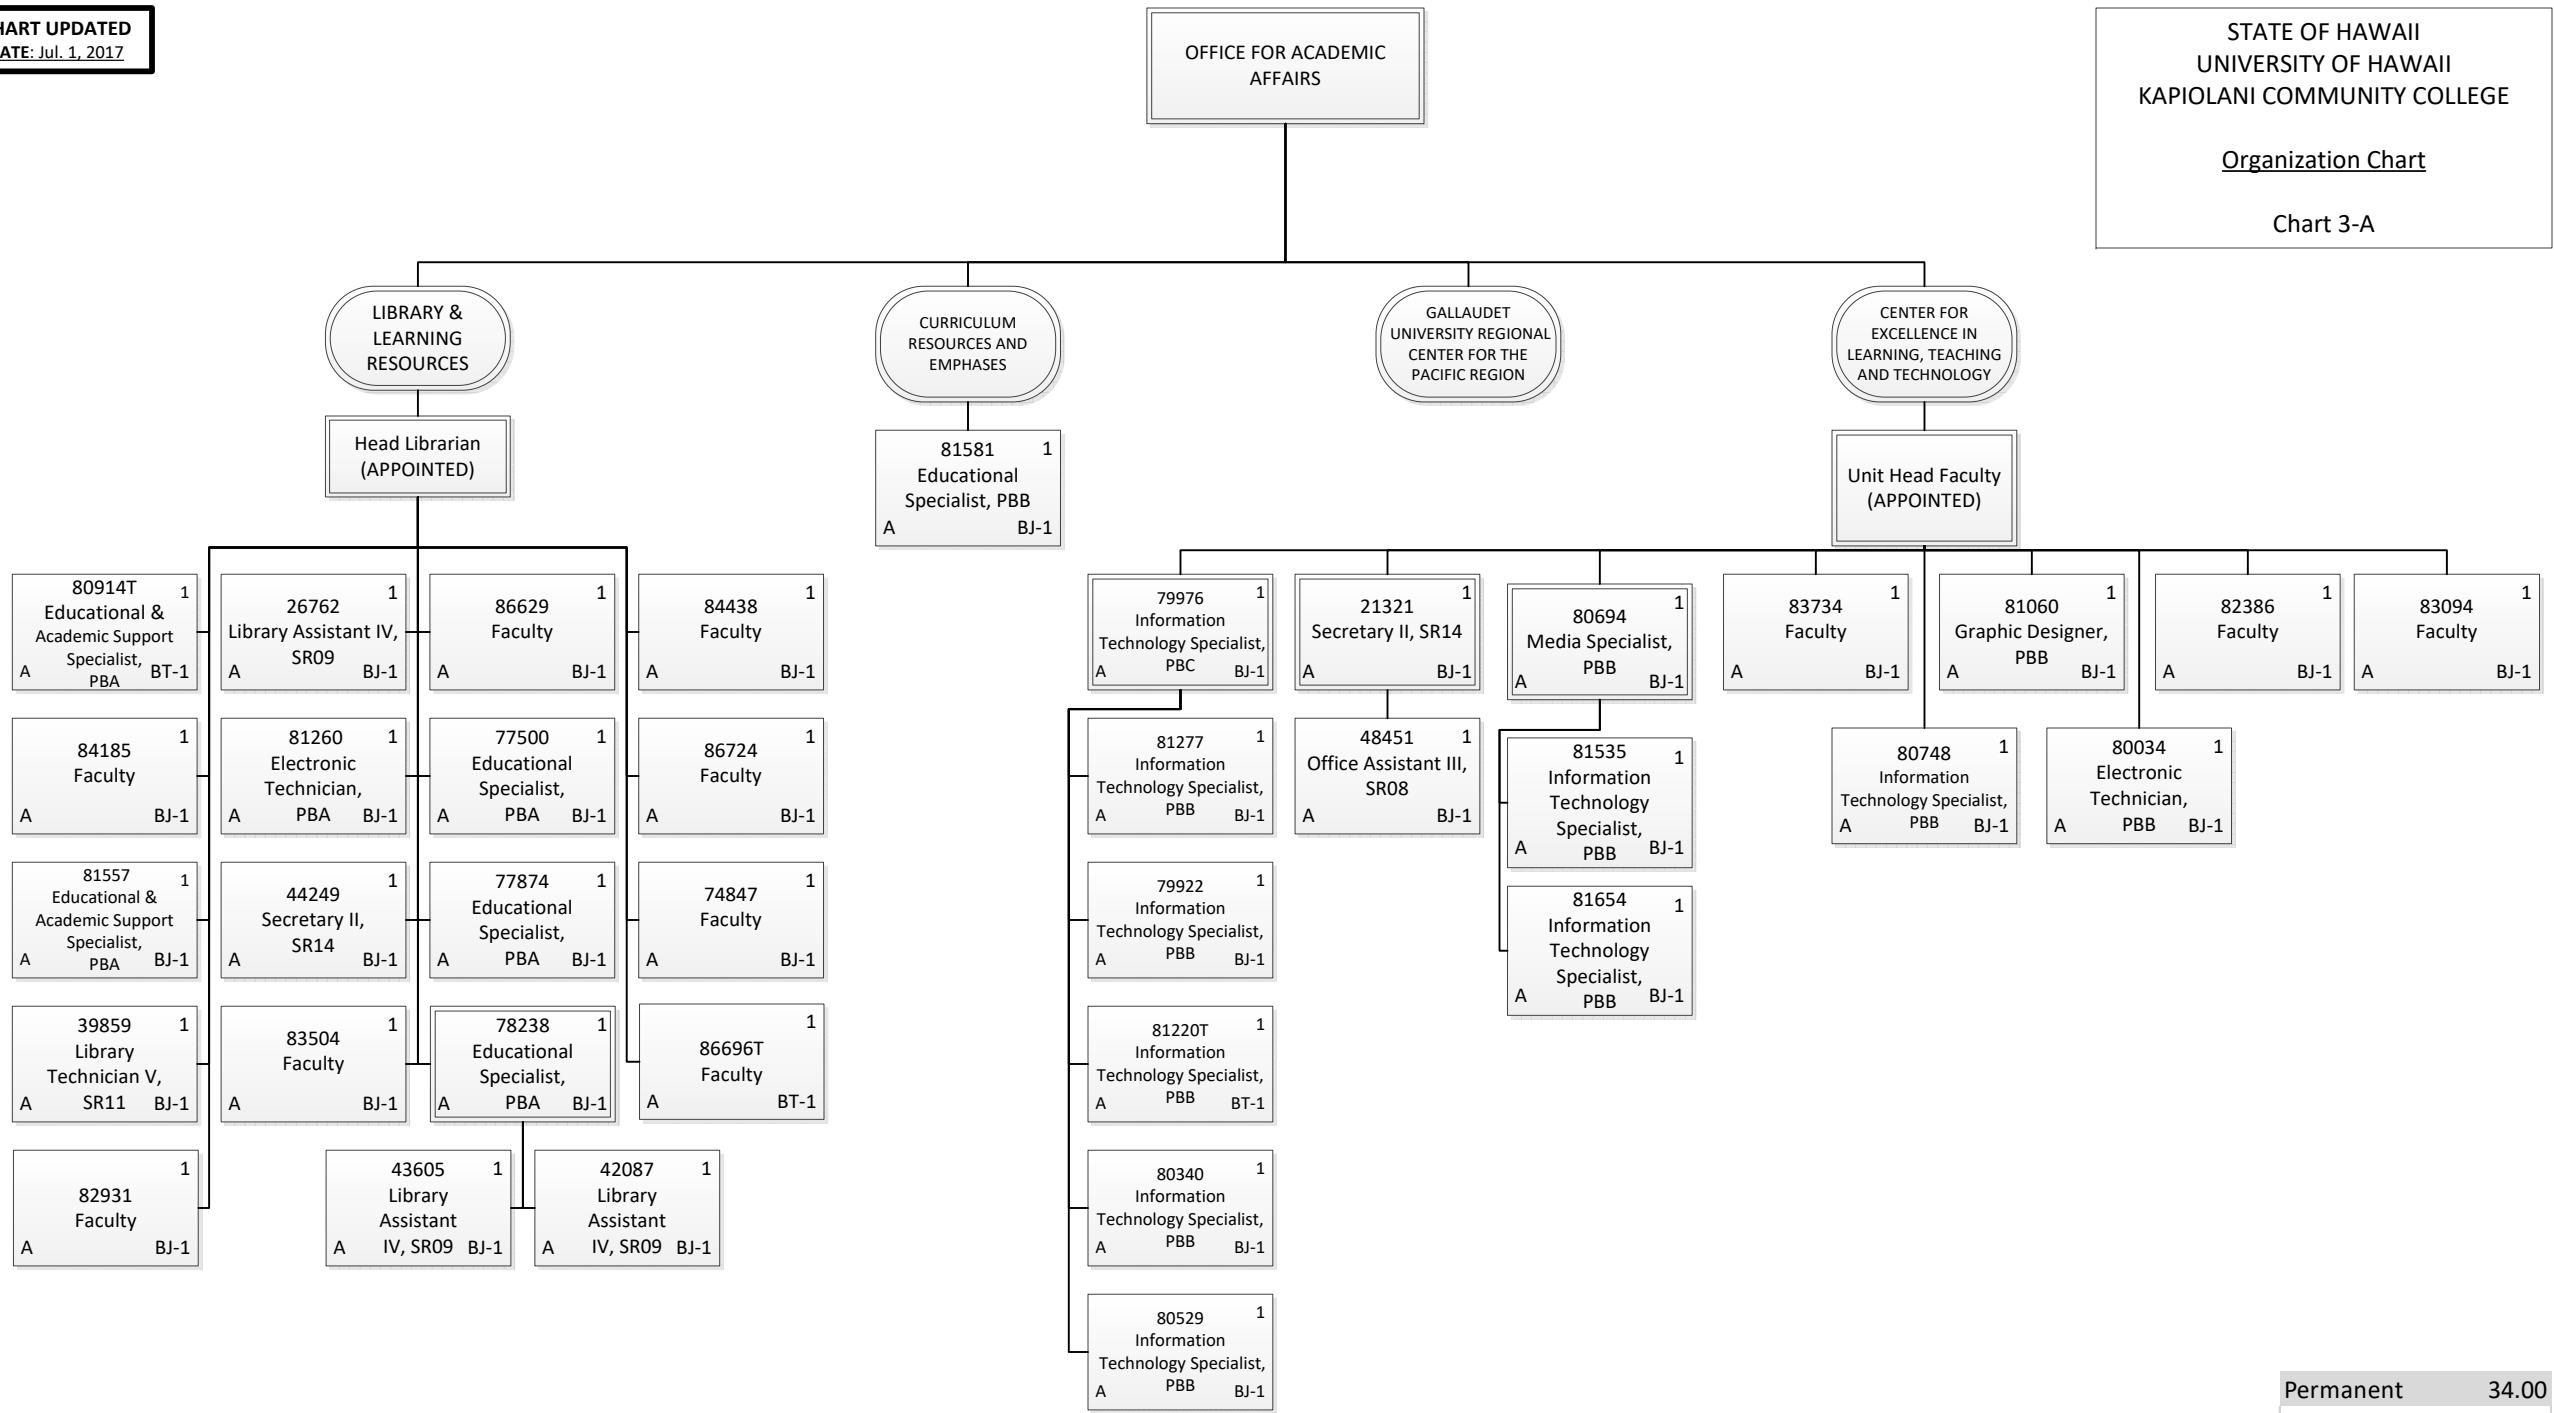 HART UPDATED
ATE: Jul. 1, 2017
OFFICE FOR ACADEMIC
AFFAIRS
STATE OF HAWAII
UNIVERSITY OF HAWAII
KAPIOLANI COMMUNITY COLLEGE
Organization Chart
Chart 3-A
LIBRARY &
LEARNING
RESOURCES
CURRICULUM
RESOURCES AND
EMPHASES
GALLAUDET
UNIVERSITY REGIONAL
CENTER FOR THE
PACIFIC REGION
CENTER FOR
EXCELLENCE IN
LEARNING, TEACHING
AND TECHNOLOGY
Head Librarian
(APPOINTED)
81581 1
Educational
Specialist, PBB
A BJ-1
Unit Head Faculty
(APPOINTED)
80914T 1
Educational &
Academic Support
Specialist,
A PBA BT-1
26762 1
Library Assistant IV,
SR09
A BJ-1
86629 1
Faculty
A BJ-1
84438 1
Faculty
A BJ-1
79976 1
Information
Technology Specialist,
PBC
A BJ-1
21321 1
Secretary II, SR14
A BJ-1
80694 1
Media Specialist,
PBB
A BJ-1
83734 1
Faculty
A BJ-1
81060 1
Graphic Designer,
PBB
A BJ-1
82386 1
Faculty
A BJ-1
83094 1
Faculty
A BJ-1
84185 1
Faculty
A BJ-1
81260 1
Electronic
Technician,
A PBA BJ-1
77500 1
Educational
Specialist,
A PBA BJ-1
86724 1
Faculty
A BJ-1
81277 1
Information
Technology Specialist,
PBB
A BJ-1
48451 1
Office Assistant III,
SR08
A BJ-1
81535 1
Information
Technology
Specialist,
A PBB BJ-1
80748 1
Information
Technology Specialist,
A PBB BJ-1
80034 1
Electronic
Technician,
A PBB BJ-1
81557 1
Educational &
Academic Support
Specialist,
A PBA BJ-1
44249 1
Secretary II,
SR14
A BJ-1
77874 1
Educational
Specialist,
A PBA BJ-1
74847 1
Faculty
A BJ-1
79922 1
Information
Technology Specialist,
PBB
A BJ-1
81654 1
Information
Technology
Specialist,
A PBB BJ-1
39859 1
Library
Technician V,
A SR11 BJ-1
83504 1
Faculty
A BJ-1
78238 1
Educational
Specialist,
A PBA BJ-1
86696T 1
Faculty
A BT-1
81220T 1
Information
Technology Specialist,
PBB
A BT-1
82931 1
Faculty
A BJ-1
43605 1
Library
Assistant
A IV, SR09 BJ-1
42087 1
Library
Assistant
A IV, SR09 BJ-1
80340 1
Information
Technology Specialist,
PBB
A BJ-1
80529 1
Information
Technology Specialist,
PBB
A BJ-1
Permanent 34.00